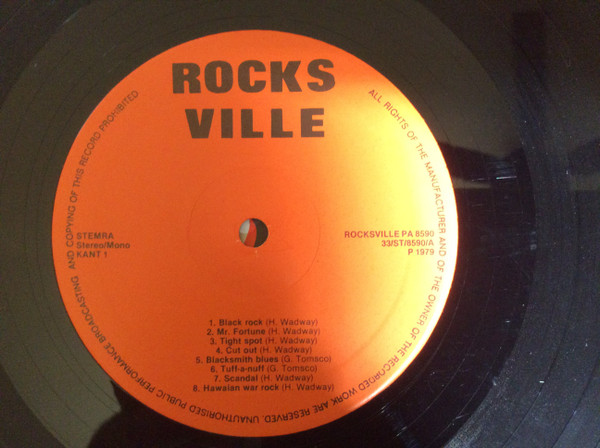 ROCKS
VILLE
STEMRA
Stereo/Mono
KANT 1
ROCKSVILLE PA 8590
33/ST/8590/A
P 1979
1. Black rock (H. Wadway)
2. Mr. Fortune (H. Wadway)
3. Tight spot (H. Wadway)
4. Cut out (H. Wadway)
5. Blacksmith blues (G. Tomsco)
6. Tuff-a-nuff (G. Tomsco)
7. Scandal (H. Wadway)
8. Hawaian war rock (H. Wadway)
ALL RIGHTS OF THE MANUFACTURER AND OF THE OWNER OF THE RECORDED WORK ARE RESERVED. UNAUTHORISED PUBLIC PERFORMANCE BROADCASTING AND COPYING OF THIS RECORD PROHIBITED